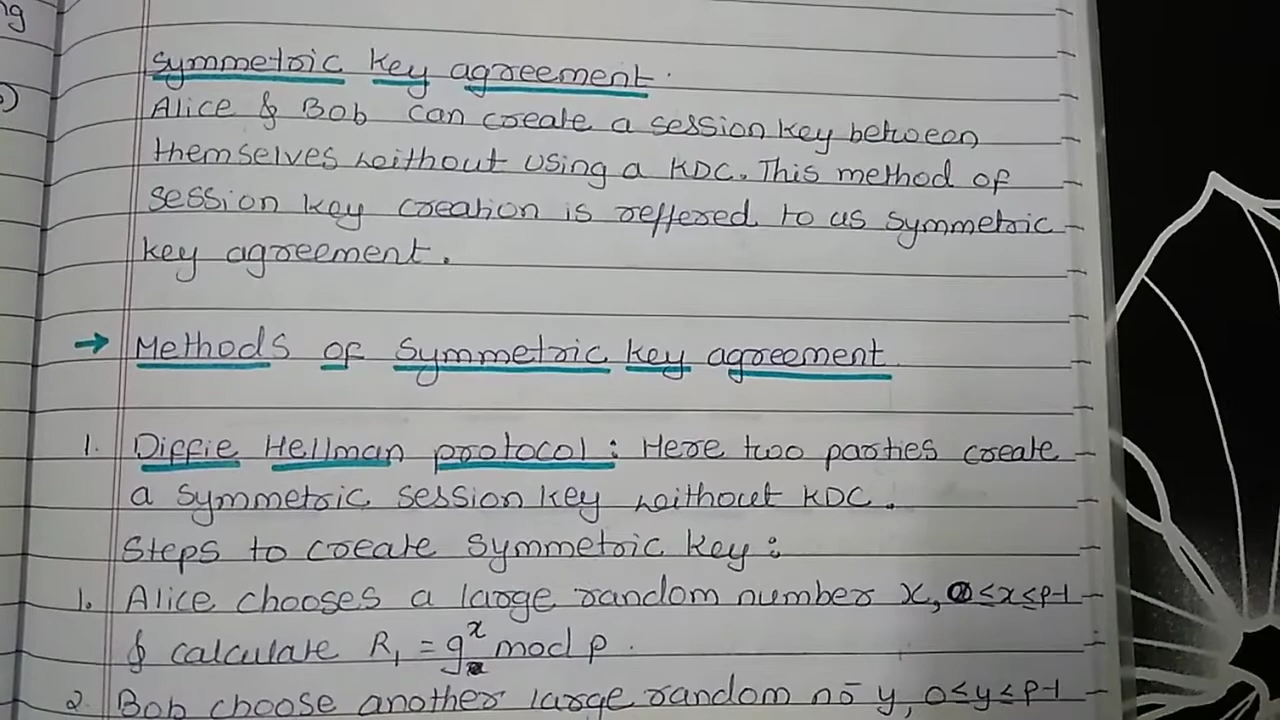 ng
Symmetric key agreement.
Alice & Bob can create a session key between
themselves without using a KDC. This method of
session key creation is reffered to as symmetric
key agreement.
→ Methods of symmetric key agreement
1. Diffie Hellman protocol: Here two parties create
a symmetric session key without KDC.
Steps to create symmetric key:
1. Alice chooses a large random number x, 0≤x≤p-1
& calculate R₁ = gˣ mod p.
2. Bob choose another large random no y, 0≤y≤p-1